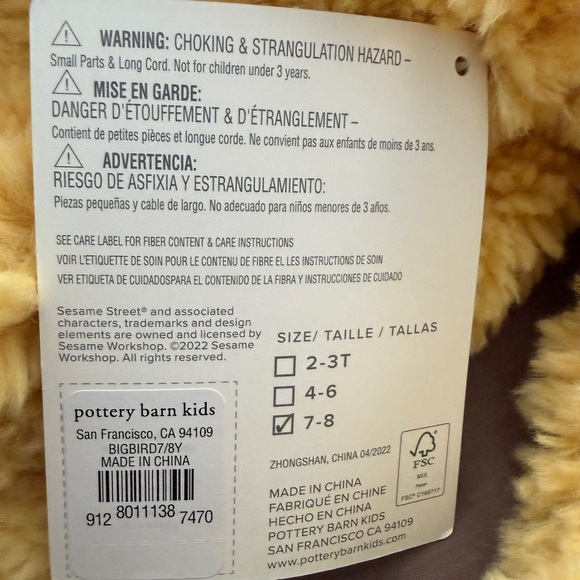 WARNING: CHOKING & STRANGULATION HAZARD –
Small Parts & Long Cord. Not for children under 3 years.
MISE EN GARDE:
DANGER D'ÉTOUFFEMENT & D'ÉTRANGLEMENT –
Contient de petites pièces et longue corde. Ne convient pas aux enfants de moins de 3 ans.
ADVERTENCIA:
RIESGO DE ASFIXIA Y ESTRANGULAMIENTO:
Piezas pequeñas y cable de largo. No adecuado para niños menores de 3 años.
SEE CARE LABEL FOR FIBER CONTENT & CARE INSTRUCTIONS
VOIR L'ETIQUETTE DE SOIN POUR LE CONTENU DE FIBRE EL LES INSTRUCTIONS DE SOIN
VER ETIQUETA DE CUIDADOSPARA EL CONTENIDO DE LA FIBRA Y INSTRUCCIONES DE CUIDADO
Sesame Street® and associated
characters, trademarks and design
elements are owned and licensed by
Sesame Workshop. ©2022 Sesame
Workshop. All rights reserved.
SIZE/ TAILLE / TALLAS
2-3T
4-6
7-8
pottery barn kids
San Francisco, CA 94109
BIGBIRD7/8Y
MADE IN CHINA
912 8011138 7470
ZHONGSHAN, CHINA 04/2022
MADE IN CHINA
FABRIQUÉ EN CHINE
HECHO EN CHINA
POTTERY BARN KIDS
SAN FRANCISCO CA 94109
www.potterybarnkids.com
FSC
MIX
Paper
FSC® C168717